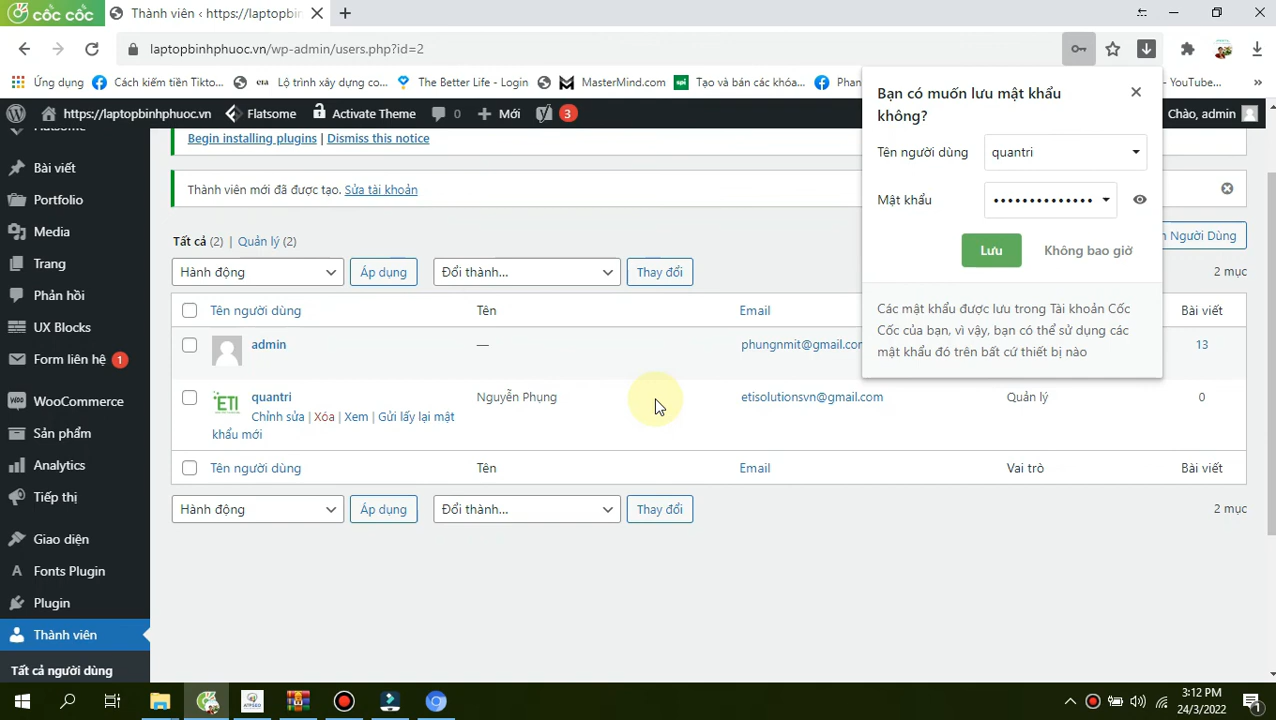 cốc cốc
Thành viên ‹ https://laptopbin
laptopbinhphuoc.vn/wp-admin/users.php?id=2
Ứng dụng
Cách kiếm tiền Tikto...
Lộ trình xây dựng co...
The Better Life - Login
MasterMind.com
Tạo và bán các khóa...
Phan
- YouTube...
»
https://laptopbinhphuoc.vn
Flatsome
Activate Theme
0
Mới
3
Chào, admin
Bạn có muốn lưu mật khẩu
không?
Tên người dùng
quantri
Mật khẩu
••••••••••••••
Lưu
Không bao giờ
Các mật khẩu được lưu trong Tài khoản Cốc
Cốc của bạn, vì vậy, bạn có thể sử dụng các
mật khẩu đó trên bất cứ thiết bị nào
Flatsome
Bài viết
Portfolio
Media
Trang
Phản hồi
UX Blocks
Form liên hệ 1
WooCommerce
Sản phẩm
Analytics
Tiếp thị
Giao diện
Fonts Plugin
Plugin
Thành viên
Tất cả người dùng
Begin installing plugins | Dismiss this notice
Thành viên mới đã được tạo. Sửa tài khoản
Người Dùng
Tất cả (2) | Quản lý (2)
Hành động
Áp dụng
Đổi thành...
Thay đổi
2 mục
Tên người dùng
Tên
Email
Bài viết
admin
—
phungnmit@gmail.com
13
quantri
Nguyễn Phụng
etisolutionsvn@gmail.com
Quản lý
0
ETI
Chỉnh sửa | Xóa | Xem | Gửi lấy lại mật
khẩu mới
Tên người dùng
Tên
Email
Vai trò
Bài viết
Hành động
Áp dụng
Đổi thành...
Thay đổi
2 mục
3:12 PM
24/3/2022
1